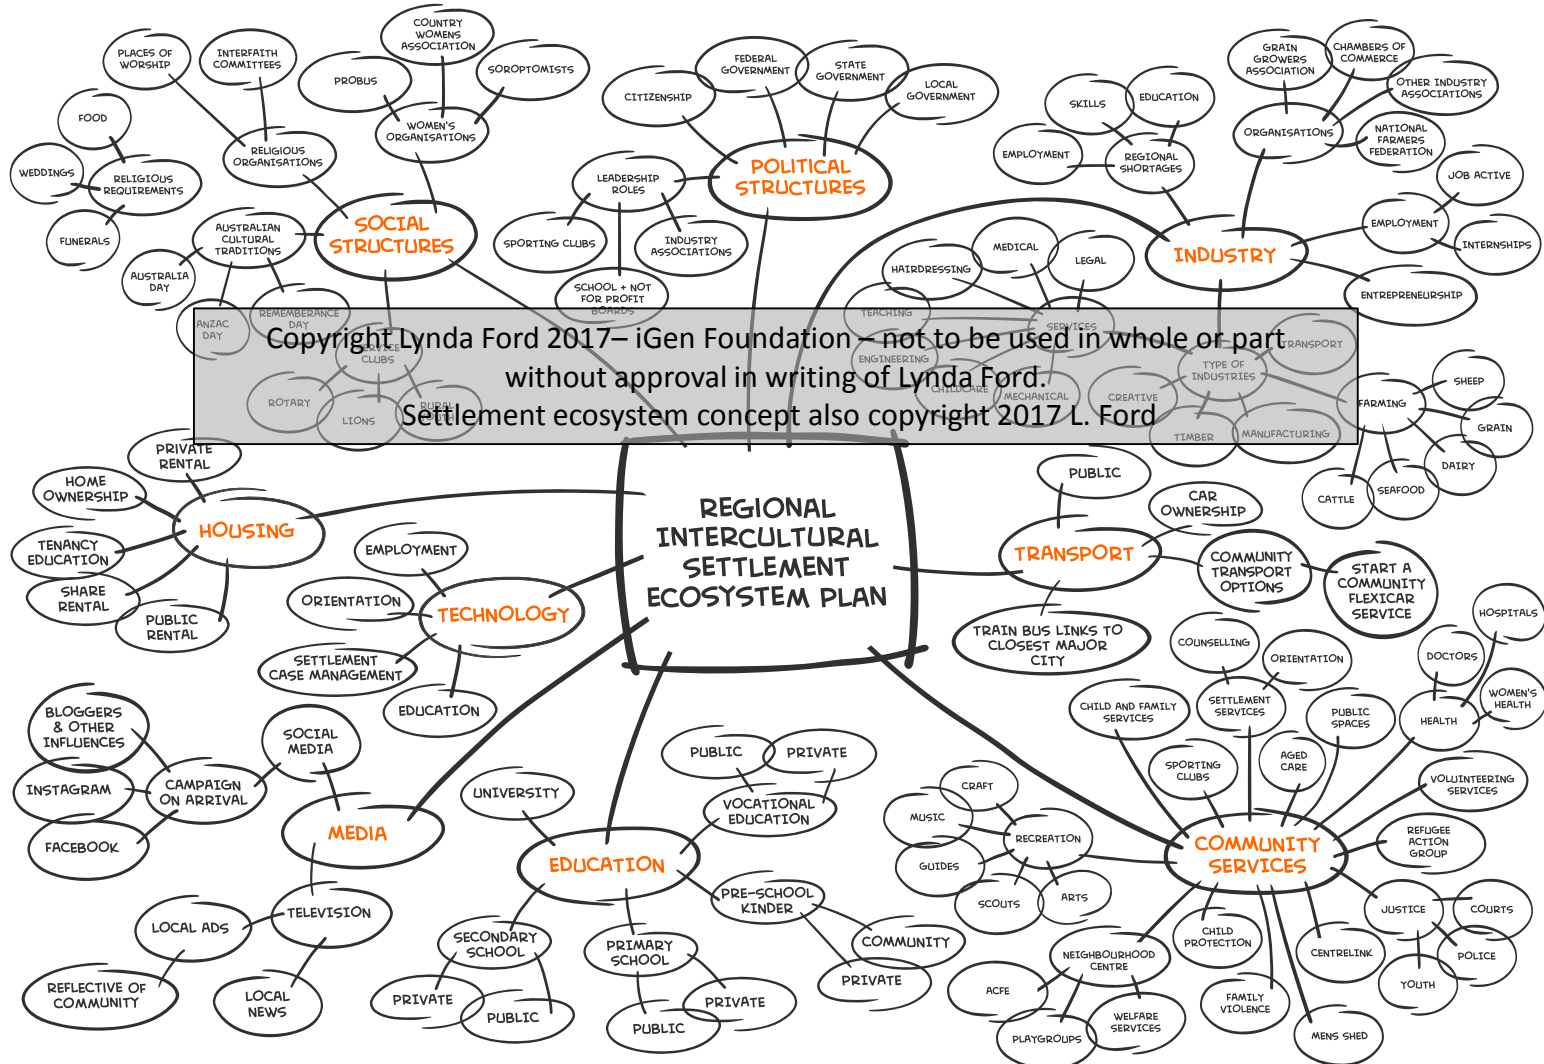 COUNTRY
WOMENS
ASSOCIATION
PLACES OF
WORSHIP
INTERFAITH
COMMITTEES
PROBUS
SOROPTOMISTS
FOOD
WOMEN'S
ORGANISATIONS
RELIGIOUS
ORGANISATIONS
WEDDINGS
RELIGIOUS
REQUIREMENTS
FUNERALS
AUSTRALIAN
CULTURAL
TRADITIONS
SOCIAL
STRUCTURES
AUSTRALIA
DAY
ANZAC
DAY
REMEMBERANCE
DAY
SERVICE
CLUBS
ROTARY
LIONS
RURAL
CITIZENSHIP
FEDERAL
GOVERNMENT
STATE
GOVERNMENT
LOCAL
GOVERNMENT
POLITICAL
STRUCTURES
LEADERSHIP
ROLES
SPORTING CLUBS
INDUSTRY
ASSOCIATIONS
SCHOOL + NOT
FOR PROFIT
BOARDS
GRAIN
GROWERS
ASSOCIATION
CHAMBERS OF
COMMERCE
OTHER INDUSTRY
ASSOCIATIONS
NATIONAL
FARMERS
FEDERATION
ORGANISATIONS
SKILLS
EDUCATION
EMPLOYMENT
REGIONAL
SHORTAGES
JOB ACTIVE
EMPLOYMENT
INTERNSHIPS
INDUSTRY
ENTREPRENEURSHIP
MEDICAL
LEGAL
HAIRDRESSING
TEACHING
SERVICES
ENGINEERING
CHILDCARE
MECHANICAL
TYPE OF
INDUSTRIES
TRANSPORT
CREATIVE
TIMBER
MANUFACTURING
FARMING
SHEEP
GRAIN
DAIRY
SEAFOOD
CATTLE
Copyright Lynda Ford 2017– iGen Foundation – not to be used in whole or part
without approval in writing of Lynda Ford.
Settlement ecosystem concept also copyright 2017 L. Ford
REGIONAL
INTERCULTURAL
SETTLEMENT
ECOSYSTEM PLAN
PRIVATE
RENTAL
HOME
OWNERSHIP
HOUSING
TENANCY
EDUCATION
SHARE
RENTAL
PUBLIC
RENTAL
EMPLOYMENT
ORIENTATION
TECHNOLOGY
SETTLEMENT
CASE MANAGEMENT
EDUCATION
PUBLIC
CAR
OWNERSHIP
TRANSPORT
COMMUNITY
TRANSPORT
OPTIONS
START A
COMMUNITY
FLEXICAR
SERVICE
TRAIN BUS LINKS TO
CLOSEST MAJOR
CITY
BLOGGERS
& OTHER
INFLUENCES
SOCIAL
MEDIA
INSTAGRAM
CAMPAIGN
ON ARRIVAL
FACEBOOK
MEDIA
TELEVISION
LOCAL ADS
REFLECTIVE OF
COMMUNITY
LOCAL
NEWS
PUBLIC
PRIVATE
UNIVERSITY
VOCATIONAL
EDUCATION
EDUCATION
PRE-SCHOOL
KINDER
COMMUNITY
PRIVATE
SECONDARY
SCHOOL
PRIVATE
PUBLIC
PRIMARY
SCHOOL
PRIVATE
PUBLIC
COUNSELLING
ORIENTATION
SETTLEMENT
SERVICES
CHILD AND FAMILY
SERVICES
SPORTING
CLUBS
AGED
CARE
PUBLIC
SPACES
HOSPITALS
DOCTORS
WOMEN'S
HEALTH
HEALTH
VOLUINTEERING
SERVICES
REFUGEE
ACTION
GROUP
COMMUNITY
SERVICES
CRAFT
MUSIC
RECREATION
GUIDES
SCOUTS
ARTS
JUSTICE
COURTS
POLICE
YOUTH
CHILD
PROTECTION
CENTRELINK
NEIGHBOURHOOD
CENTRE
ACFE
PLAYGROUPS
WELFARE
SERVICES
FAMILY
VIOLENCE
MENS SHED